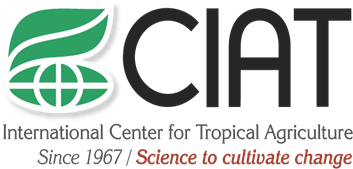 CIAT
International Center for Tropical Agriculture
Since 1967 / Science to cultivate change